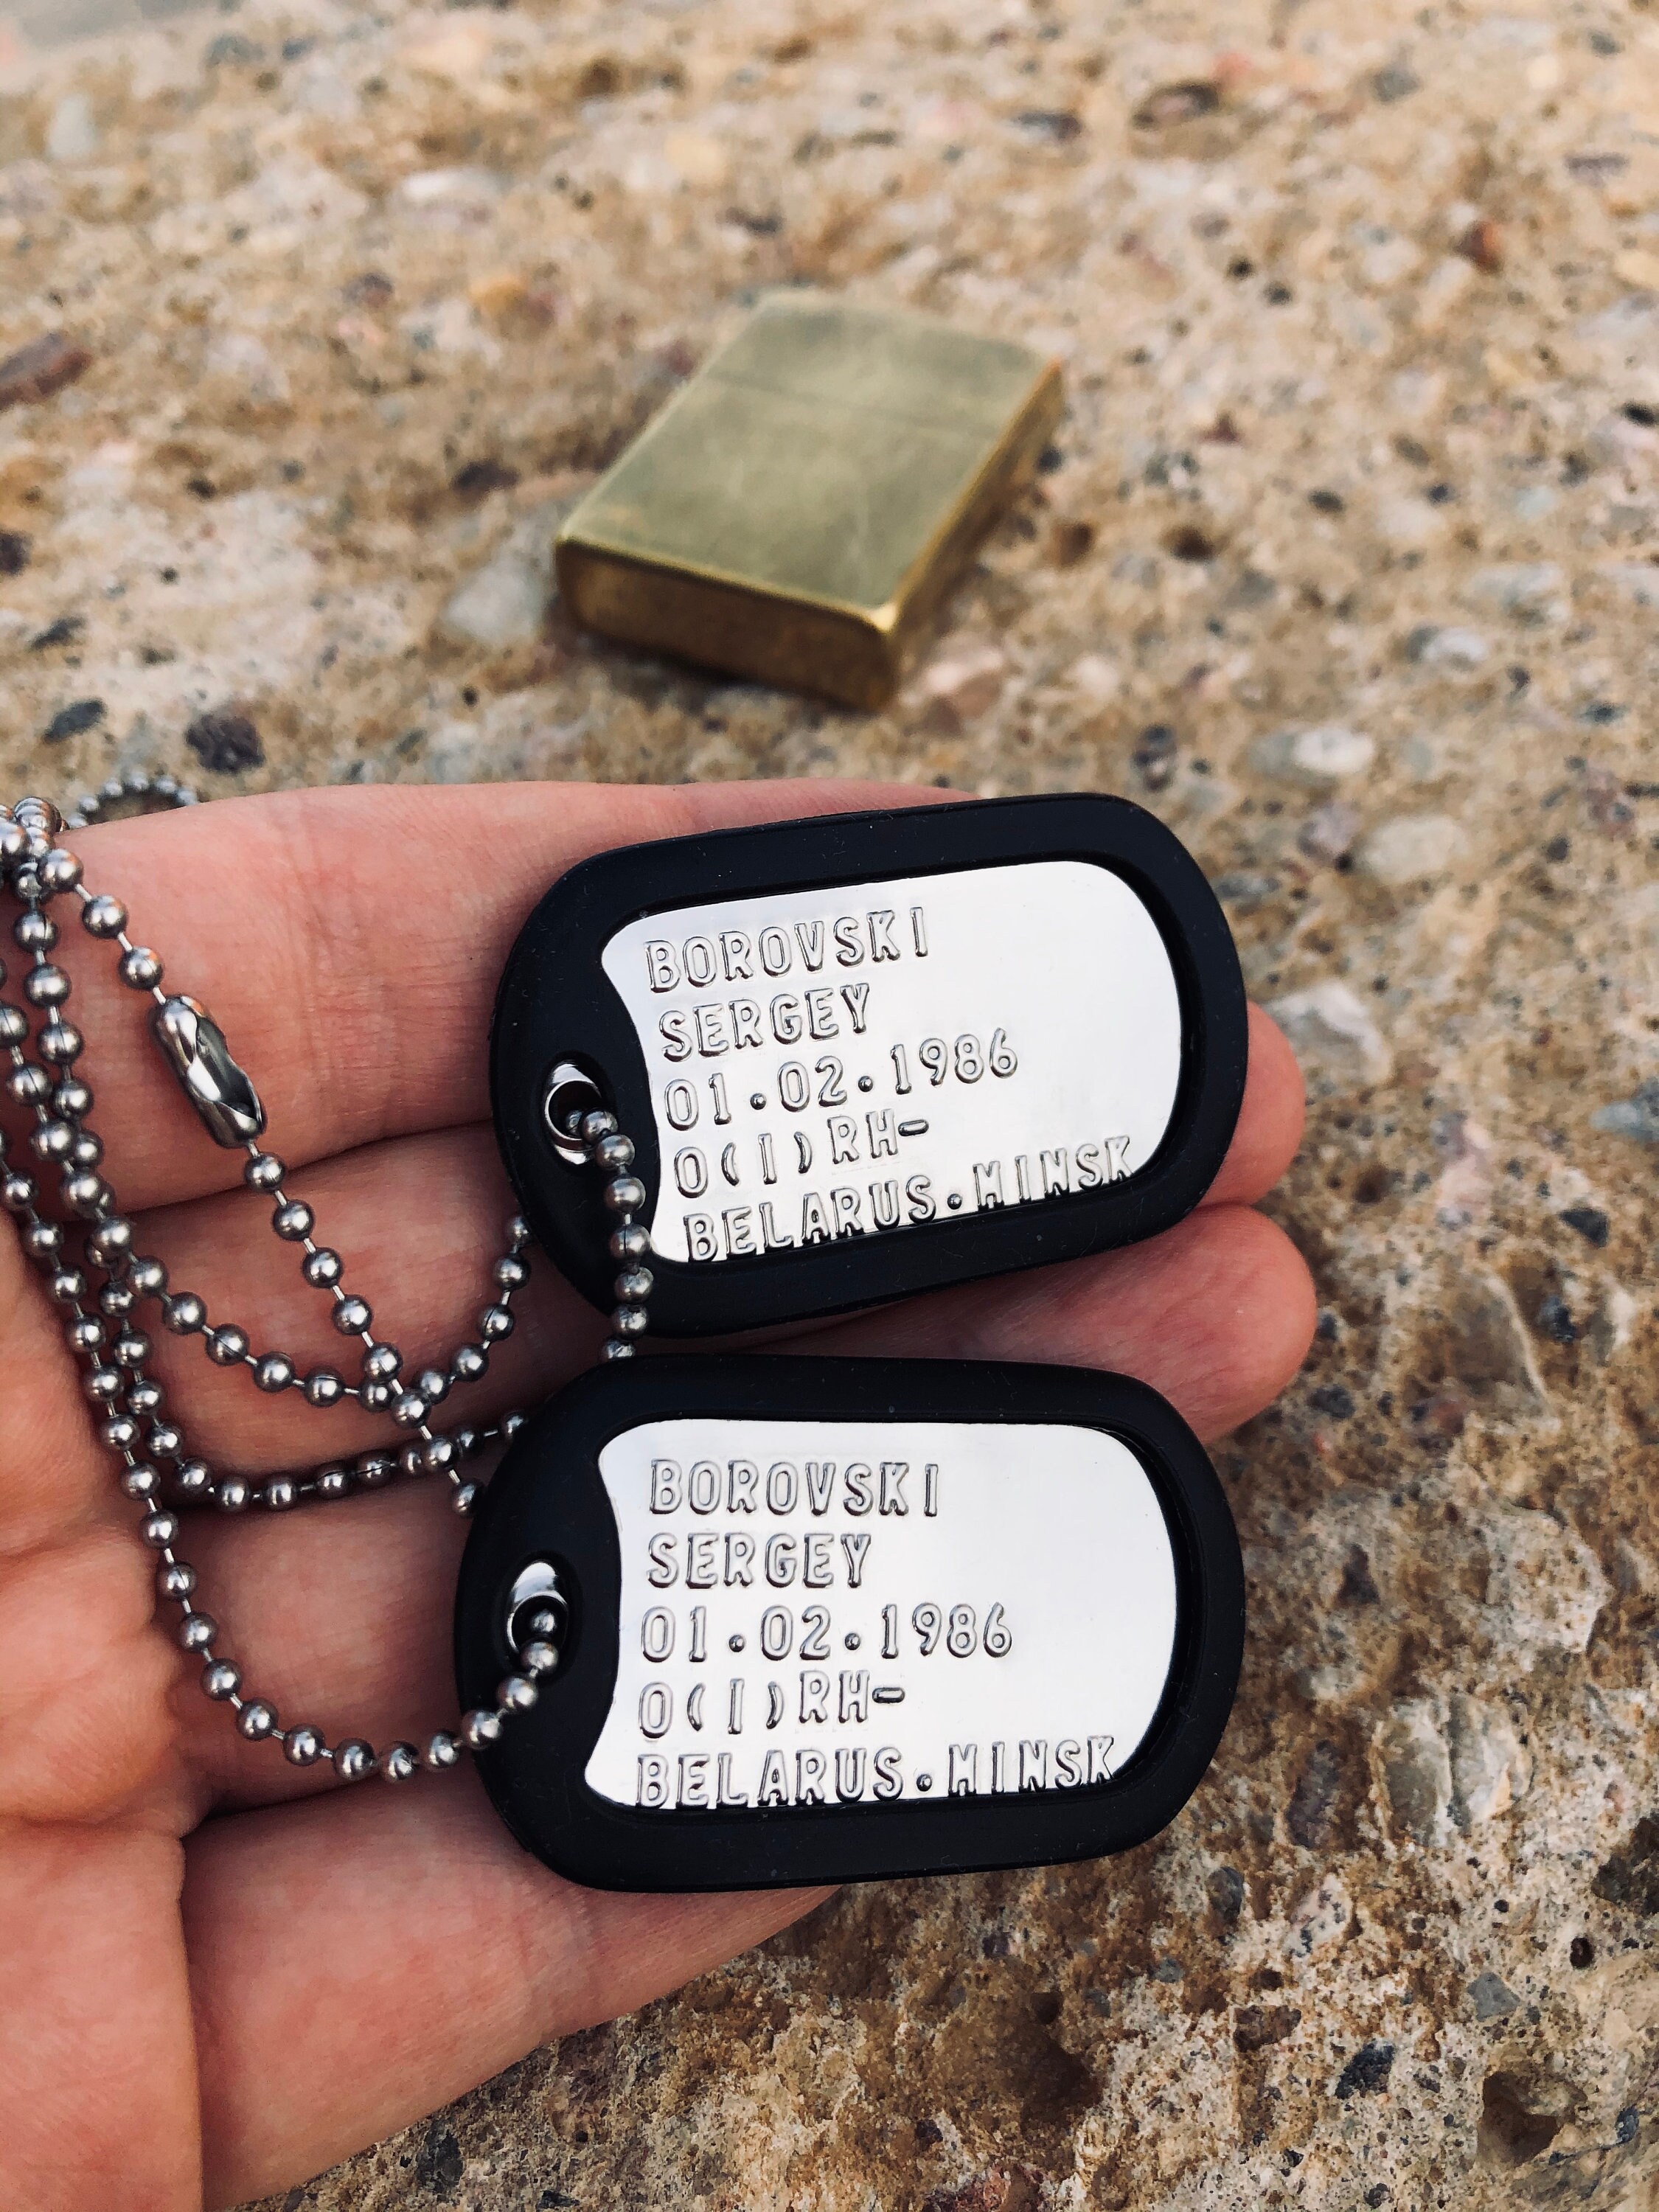 BOROVSKI
SERGEY
01.02.1986
O(I)RH-
BELARUS.MINSK
BOROVSKI
SERGEY
01.02.1986
O(I)RH-
BELARUS.MINSK